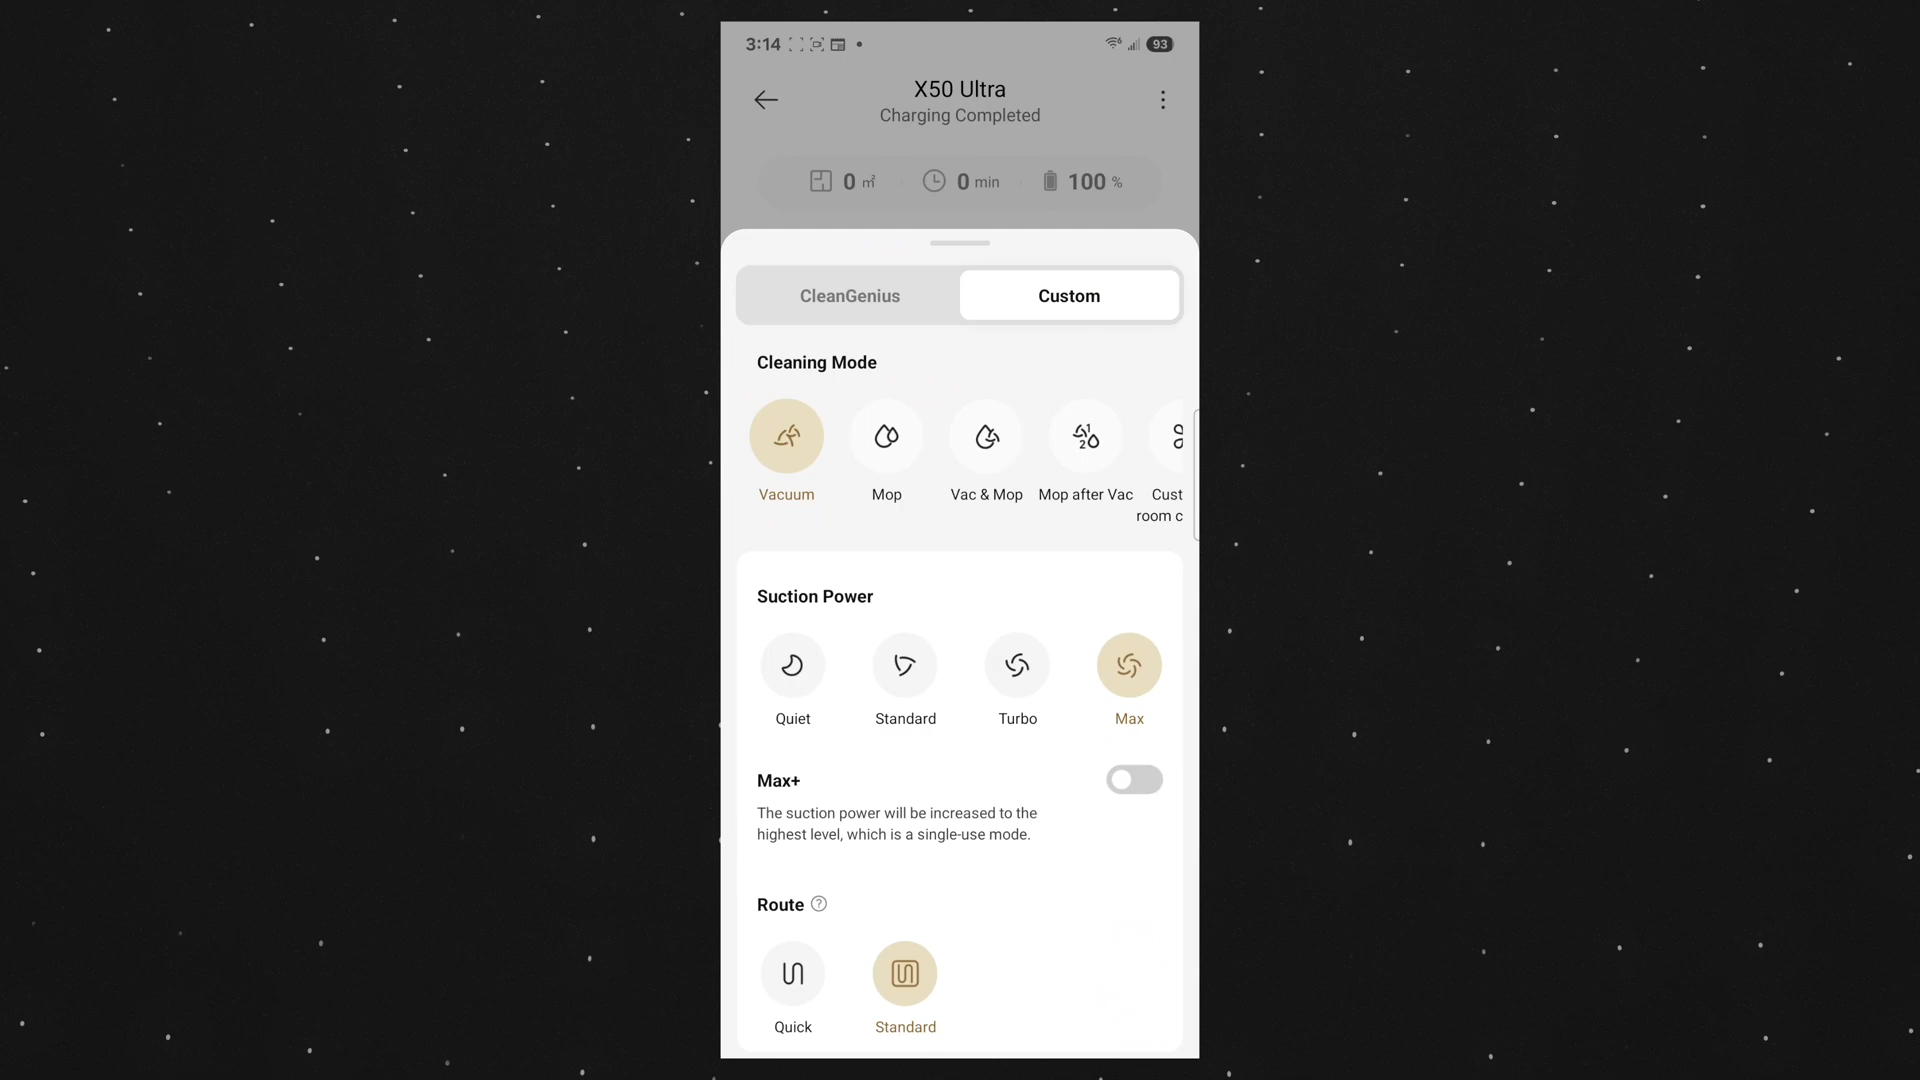 3:14
93
X50 Ultra
Charging Completed
0 ㎡ 0 min 100 %
CleanGenius Custom
Cleaning Mode
Vacuum Mop Vac & Mop Mop after Vac Cust
room c
Suction Power
Quiet Standard Turbo Max
Max+
The suction power will be increased to the
highest level, which is a single-use mode.
Route ?
Quick Standard